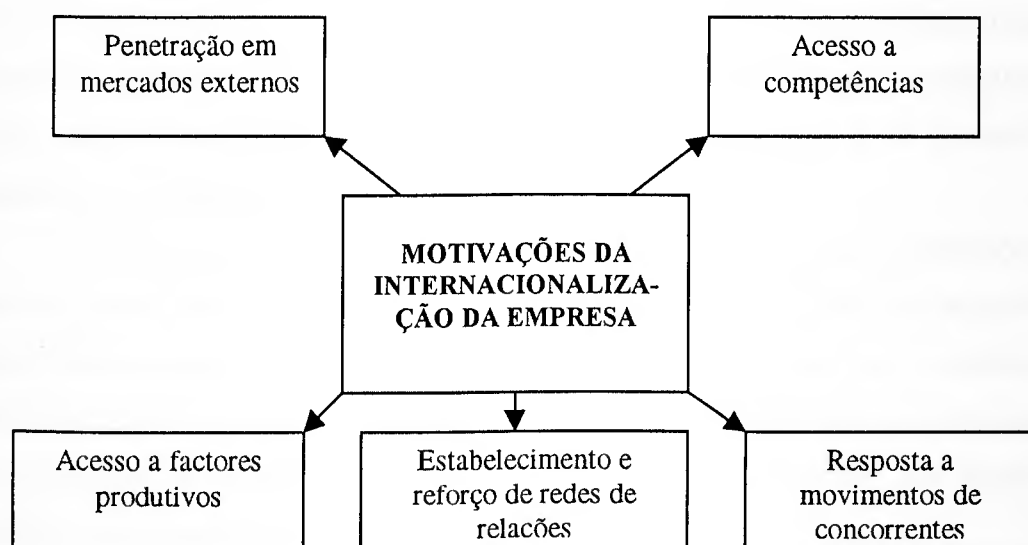 Penetração em
mercados externos
Acesso a
competências
MOTIVAÇÕES DA
INTERNACIONALIZA-
ÇÃO DA EMPRESA
Acesso a factores
produtivos
Estabelecimento e
reforço de redes de
relacões
Resposta a
movimentos de
concorrentes